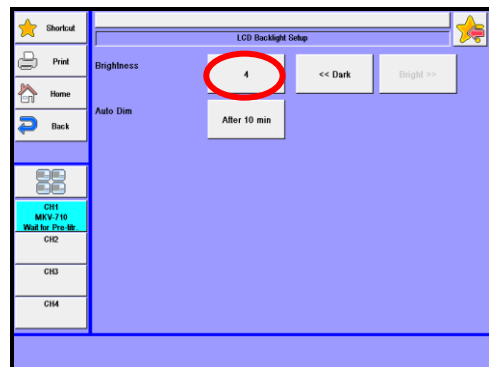 Shortcut
LCD Backlight Setup
Print
Brightness
4
<< Dark
Bright >>
Home
Auto Dim
After 10 min
Back
CH1
MKV-710
Wait for Pre-titr.
CH2
CH3
CH4